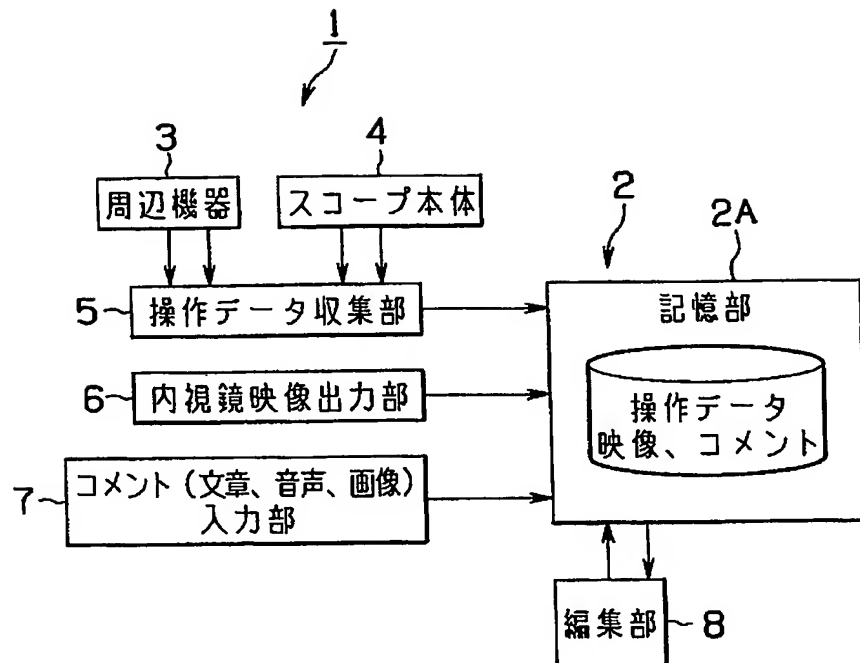 1
3
4
周辺機器
スコープ本体
2
2A
5
操作データ収集部
記憶部
6
内視鏡映像出力部
操作データ
映像、コメント
7
コメント(文章、音声、画像)
入力部
編集部
8